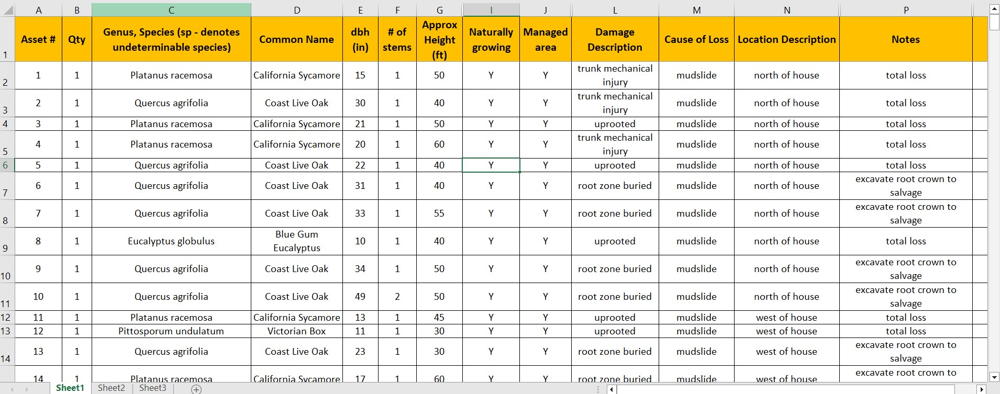 A B C D E F G I J L M N P
1 Asset # Qty Genus, Species (sp - denotes undeterminable species) Common Name dbh (in) # of stems Approx Height (ft) Naturally growing Managed area Damage Description Cause of Loss Location Description Notes
2 1 1 Platanus racemosa California Sycamore 15 1 50 Y Y trunk mechanical injury mudslide north of house total loss
3 2 1 Quercus agrifolia Coast Live Oak 30 1 40 Y Y trunk mechanical injury mudslide north of house total loss
4 3 1 Platanus racemosa California Sycamore 21 1 50 Y Y uprooted mudslide north of house total loss
5 4 1 Platanus racemosa California Sycamore 20 1 60 Y Y trunk mechanical injury mudslide north of house total loss
6 5 1 Quercus agrifolia Coast Live Oak 22 1 40 Y Y uprooted mudslide north of house total loss
7 6 1 Quercus agrifolia Coast Live Oak 31 1 40 Y Y root zone buried mudslide north of house excavate root crown to salvage
8 7 1 Quercus agrifolia Coast Live Oak 33 1 55 Y Y root zone buried mudslide north of house excavate root crown to salvage
9 8 1 Eucalyptus globulus Blue Gum Eucalyptus 10 1 40 Y Y uprooted mudslide north of house total loss
10 9 1 Quercus agrifolia Coast Live Oak 34 1 50 Y Y root zone buried mudslide north of house excavate root crown to salvage
11 10 1 Quercus agrifolia Coast Live Oak 49 2 50 Y Y root zone buried mudslide north of house excavate root crown to salvage
12 11 1 Platanus racemosa California Sycamore 13 1 45 Y Y uprooted mudslide west of house total loss
13 12 1 Pittosporum undulatum Victorian Box 11 1 30 Y Y uprooted mudslide west of house total loss
14 13 1 Quercus agrifolia Coast Live Oak 23 1 30 Y Y root zone buried mudslide west of house excavate root crown to salvage
14 1 Platanus racemosa California Sycamore 17 1 60 Y Y root zone buried mudslide west of house excavate root crown to
Sheet1 Sheet2 Sheet3